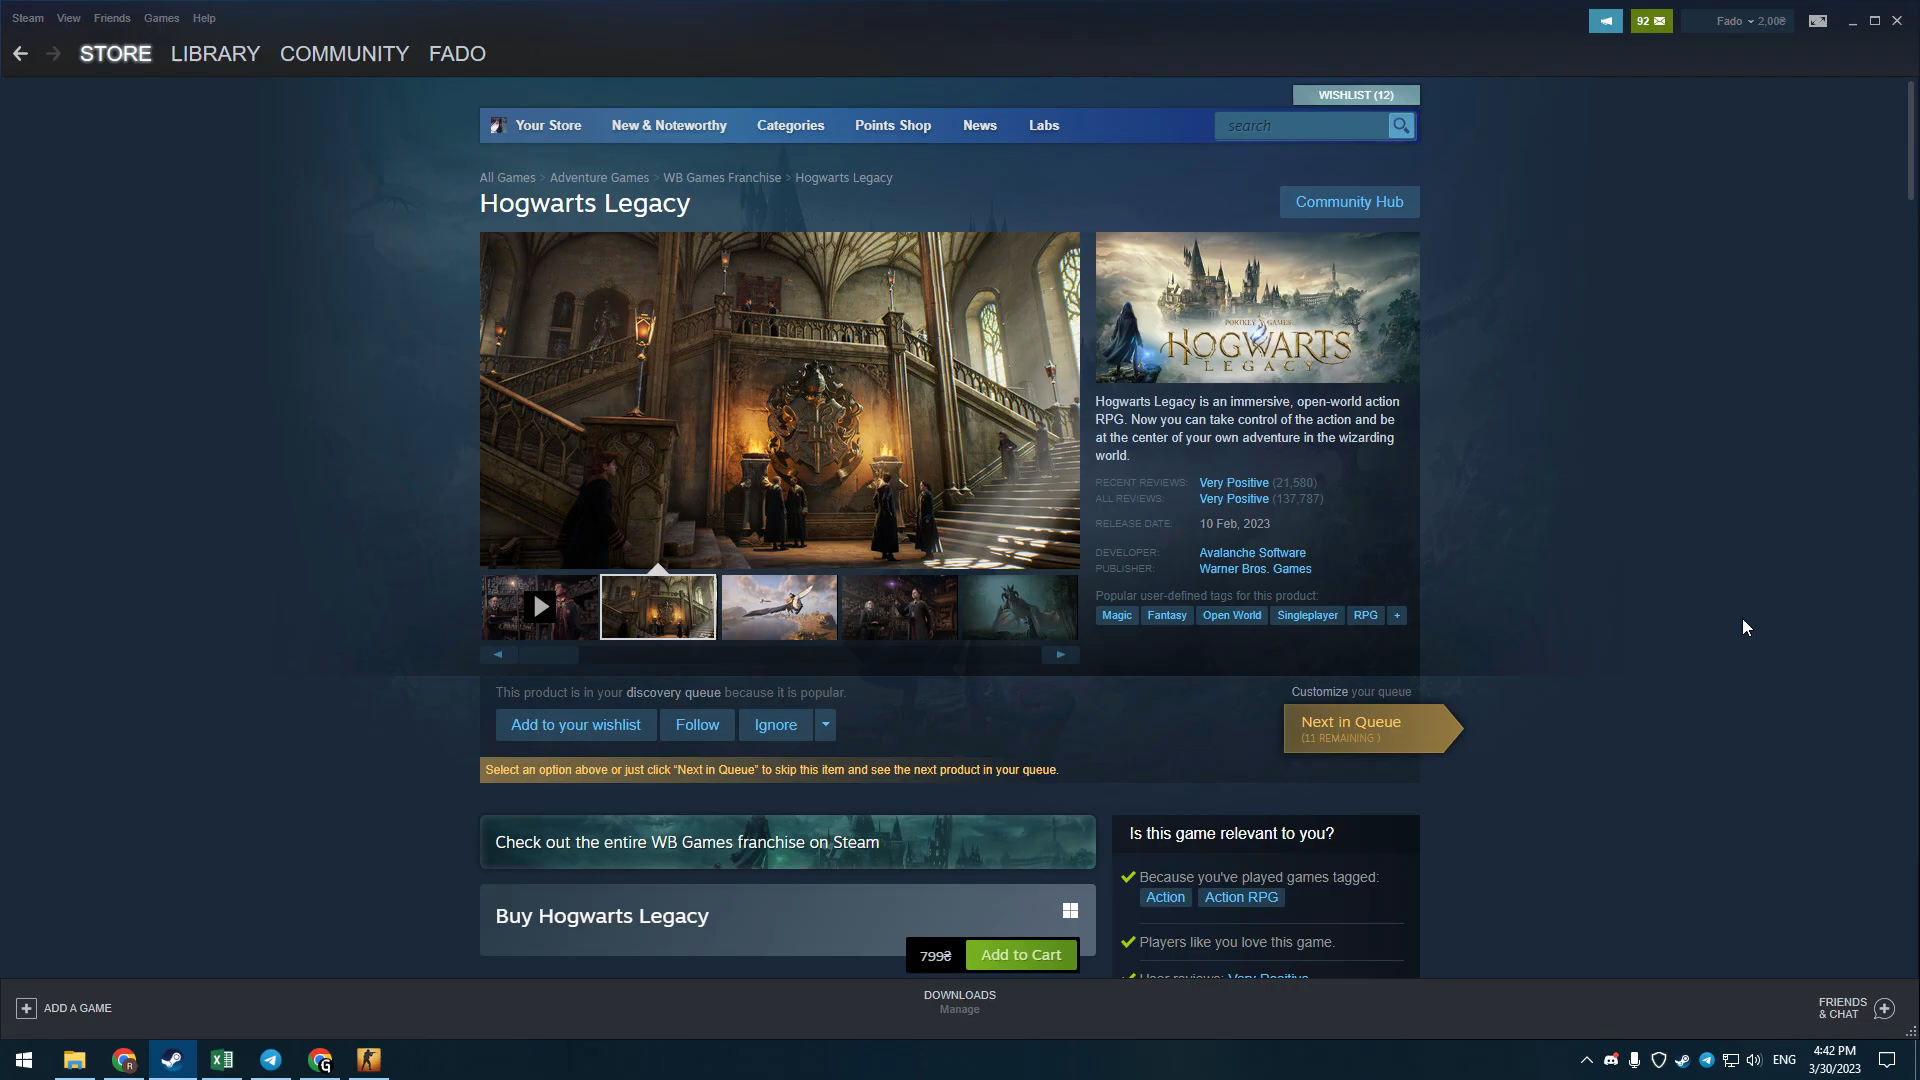 Steam View Friends Games Help
92
Fado 2,00₴
STORE LIBRARY COMMUNITY FADO
WISHLIST (12)
Your Store New & Noteworthy Categories Points Shop News Labs
search
All Games > Adventure Games > WB Games Franchise > Hogwarts Legacy
Hogwarts Legacy
Community Hub
PORTKEY GAMES
HOGWARTS
LEGACY
Hogwarts Legacy is an immersive, open-world action
RPG. Now you can take control of the action and be
at the center of your own adventure in the wizarding
world.
RECENT REVIEWS: Very Positive (21,580)
ALL REVIEWS: Very Positive (137,787)
RELEASE DATE: 10 Feb, 2023
DEVELOPER: Avalanche Software
PUBLISHER: Warner Bros. Games
Popular user-defined tags for this product:
Magic Fantasy Open World Singleplayer RPG +
This product is in your discovery queue because it is popular.
Customize your queue
Add to your wishlist Follow Ignore
Next in Queue
(11 REMAINING )
Select an option above or just click "Next in Queue" to skip this item and see the next product in your queue.
Check out the entire WB Games franchise on Steam
Is this game relevant to you?
Because you've played games tagged:
Action Action RPG
Buy Hogwarts Legacy
799₴ Add to Cart
Players like you love this game.
User reviews: Very Positive
ADD A GAME
DOWNLOADS
Manage
FRIENDS
& CHAT
ENG
4:42 PM
3/30/2023